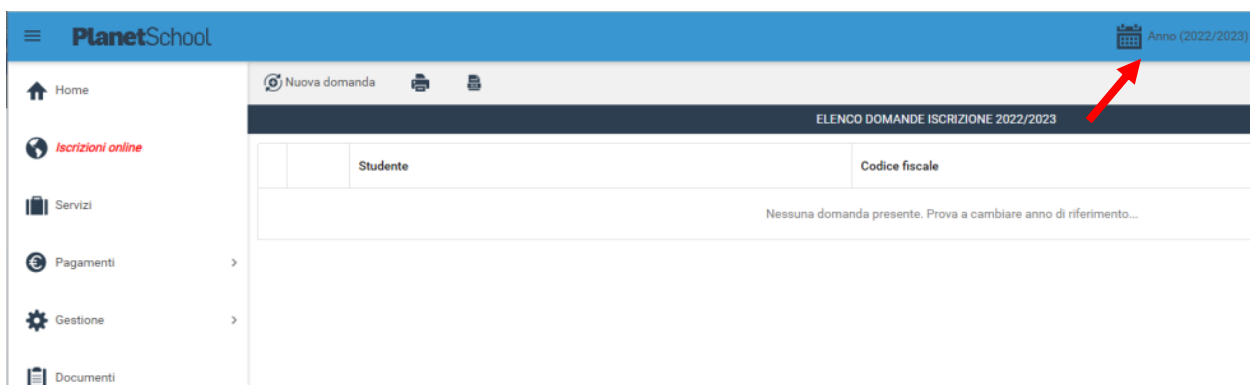 PlanetSchool
Anno (2022/2023)
Home
Nuova domanda
ELENCO DOMANDE ISCRIZIONE 2022/2023
Iscrizioni online
Studente
Codice fiscale
Servizi
Nessuna domanda presente. Prova a cambiare anno di riferimento...
Pagamenti
Gestione
Documenti